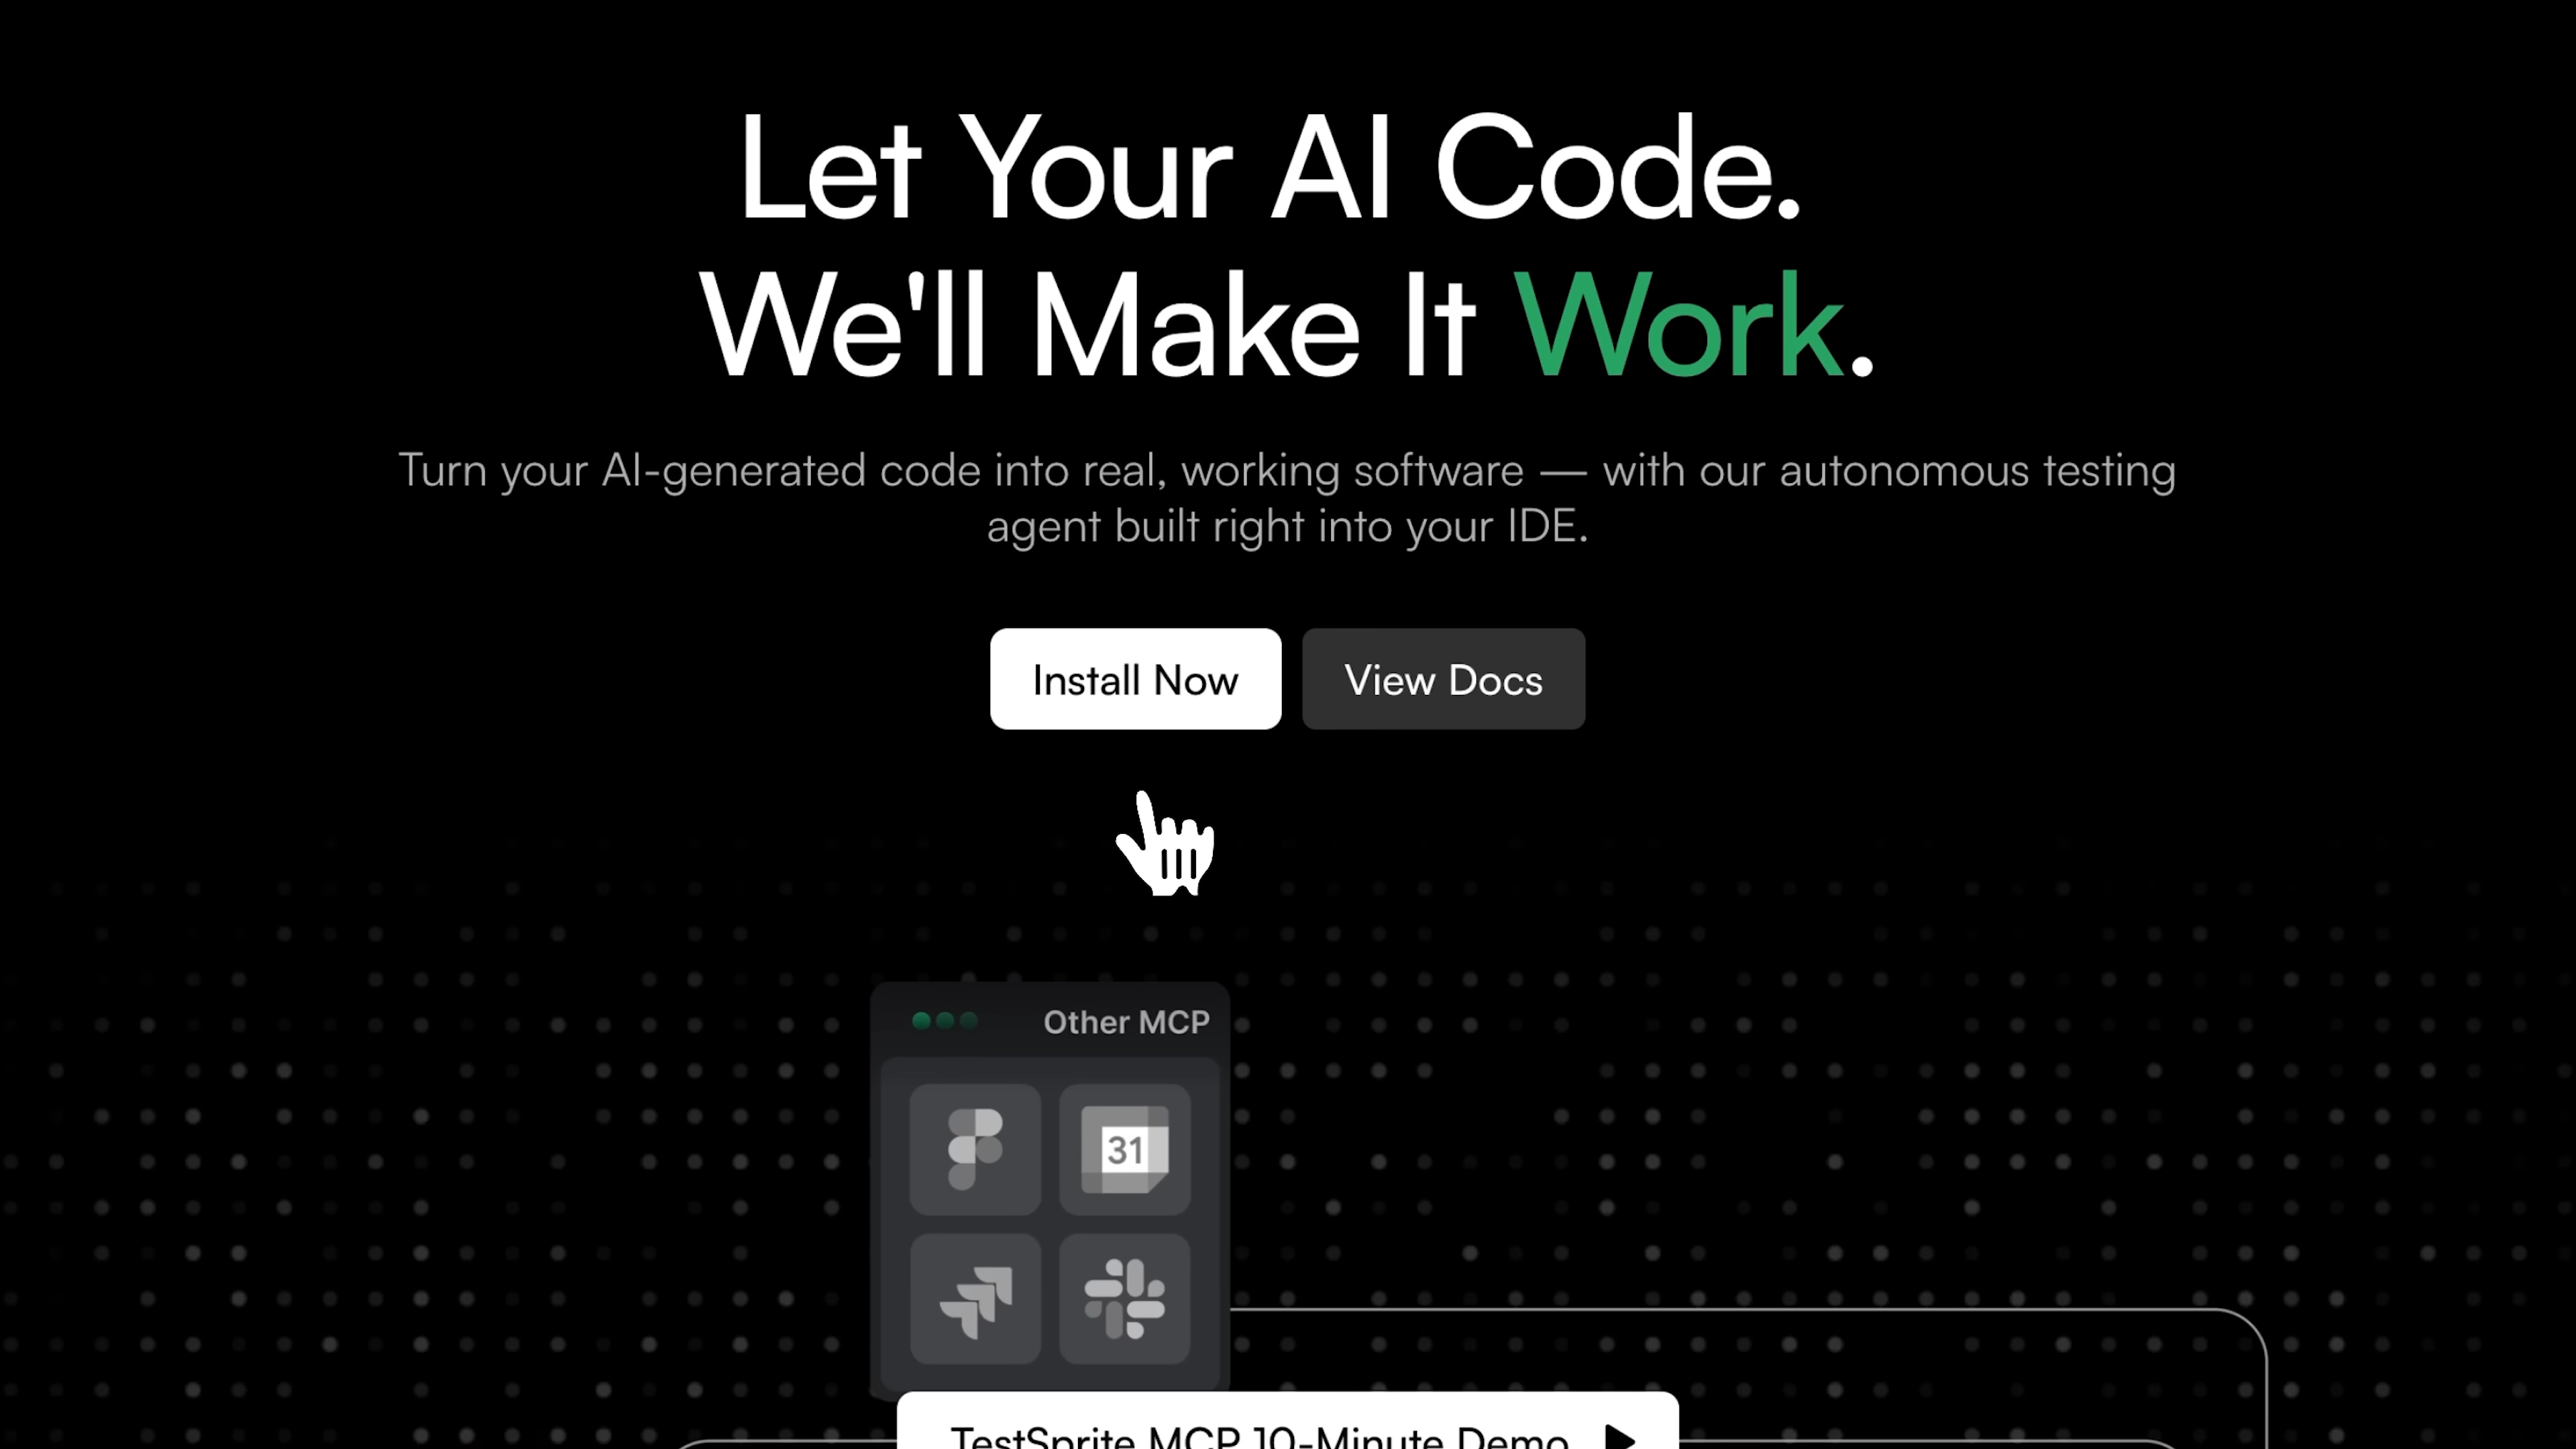 Let Your AI Code.
We'll Make It Work.
Turn your AI-generated code into real, working software — with our autonomous testing
agent built right into your IDE.
Install Now
View Docs
Other MCP
31
TestSprite MCP 10-Minute Demo